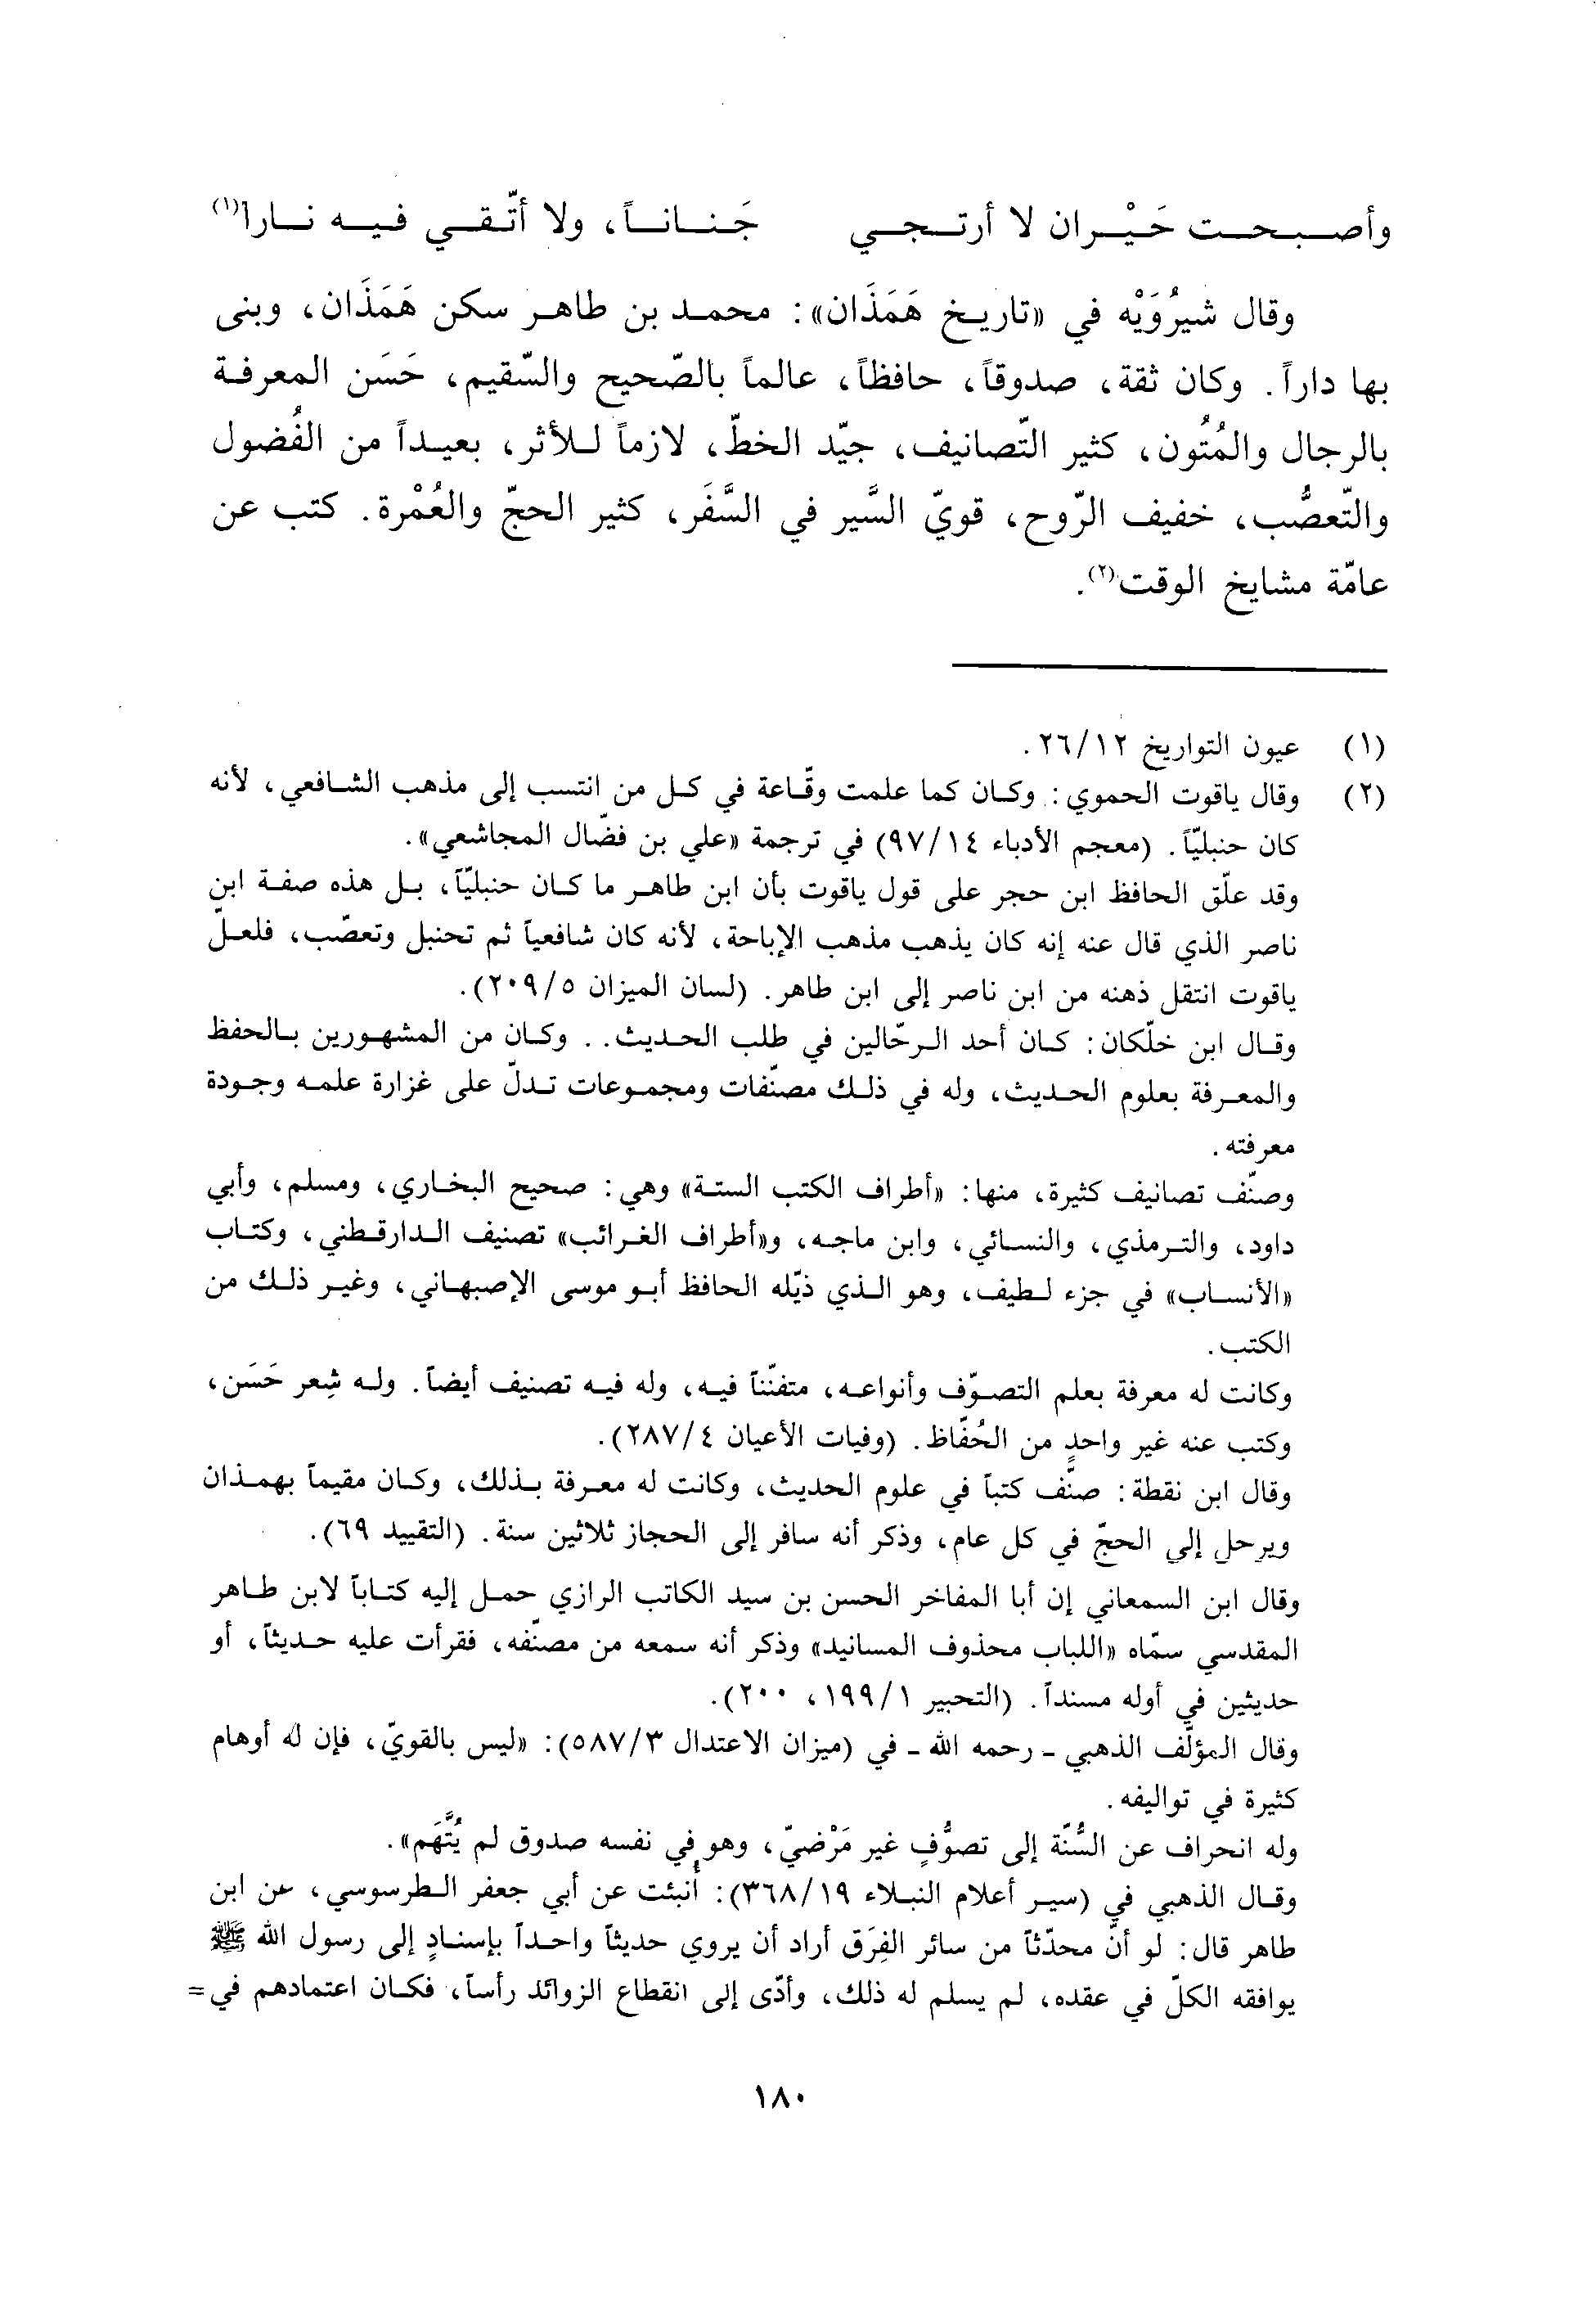 وأصبحت حَيْران لا أرتجي جَناناً، ولا أتّقي فيه نارا(١)
وقال شيرُوَيْه في «تاريخ هَمَذَان»: محمد بن طاهر سكن هَمَذَان، وبنى
بها داراً. وكان ثقة، صدوقاً، حافظاً، عالماً بالصّحيح والسّقيم، حَسَن المعرفة
بالرجال والمُتُون، كثير التّصانيف، جيّد الخطّ، لازماً للأثر، بعيداً من الفُضول
والتّعصُّب، خفيف الرّوح، قويّ السَّير في السَّفَر، كثير الحجّ والعُمْرة. كتب عن
عامّة مشايخ الوقت(٢).
(١) عيون التواريخ ٢٦/١٢.
(٢) وقال ياقوت الحموي: وكان كما علمت وقّاعة في كل من انتسب إلى مذهب الشافعي، لأنه
كان حنبليّاً. (معجم الأدباء ٩٧/١٤) في ترجمة «علي بن فضّال المجاشعي».
وقد علّق الحافظ ابن حجر على قول ياقوت بأن ابن طاهر ما كان حنبليّاً، بل هذه صفة ابن
ناصر الذي قال عنه إنه كان يذهب مذهب الإباحة، لأنه كان شافعياً ثم تحنبل وتعصّب، فلعلّ
ياقوت انتقل ذهنه من ابن ناصر إلى ابن طاهر. (لسان الميزان ٢٠٩/٥).
وقال ابن خلّكان: كان أحد الرحّالين في طلب الحديث.. وكان من المشهورين بالحفظ
والمعرفة بعلوم الحديث، وله في ذلك مصنّفات ومجموعات تدلّ على غزارة علمه وجودة
معرفته.
وصنّف تصانيف كثيرة، منها: «أطراف الكتب الستة» وهي: صحيح البخاري، ومسلم، وأبي
داود، والترمذي، والنسائي، وابن ماجه، و«أطراف الغرائب» تصنيف الدارقطني، وكتاب
«الأنساب» في جزء لطيف، وهو الذي ذيّله الحافظ أبو موسى الإصبهاني، وغير ذلك من
الكتب.
وكانت له معرفة بعلم التصوّف وأنواعه، متفنّناً فيه، وله فيه تصنيف أيضاً. وله شِعر حَسَن،
وكتب عنه غير واحدٍ من الحُفّاظ. (وفيات الأعيان ٢٨٧/٤).
وقال ابن نقطة: صنّف كتباً في علوم الحديث، وكانت له معرفة بذلك، وكان مقيماً بهمذان
ويرحل إلى الحجّ في كل عام، وذكر أنه سافر إلى الحجاز ثلاثين سنة. (التقييد ٦٩).
وقال ابن السمعاني إن أبا المفاخر الحسن بن سيد الكاتب الرازي حمل إليه كتاباً لابن طاهر
المقدسي سمّاه «اللباب محذوف المسانيد» وذكر أنه سمعه من مصنّفه، فقرأت عليه حديثاً، أو
حديثين في أوله مسنداً. (التحبير ١٩٩/١، ٢٠٠).
وقال المؤلّف الذهبي - رحمه الله - في (ميزان الاعتدال ٥٨٧/٣): «ليس بالقويّ، فإن له أوهام
كثيرة في تواليفه.
وله انحراف عن السُّنّة إلى تصوُّفٍ غير مَرْضيّ، وهو في نفسه صدوق لم يُتَّهَم».
وقال الذهبي في (سير أعلام النبلاء ٣٦٨/١٩): أُنبئت عن أبي جعفر الطرسوسي، عن ابن
طاهر قال: لو أنّ محدّثاً من سائر الفِرَق أراد أن يروي حديثاً واحداً بإسنادٍ إلى رسول الله ﷺ
يوافقه الكلّ في عقده، لم يسلم له ذلك، وأدّى إلى انقطاع الزوائد رأساً، فكان اعتمادهم في =
١٨٠